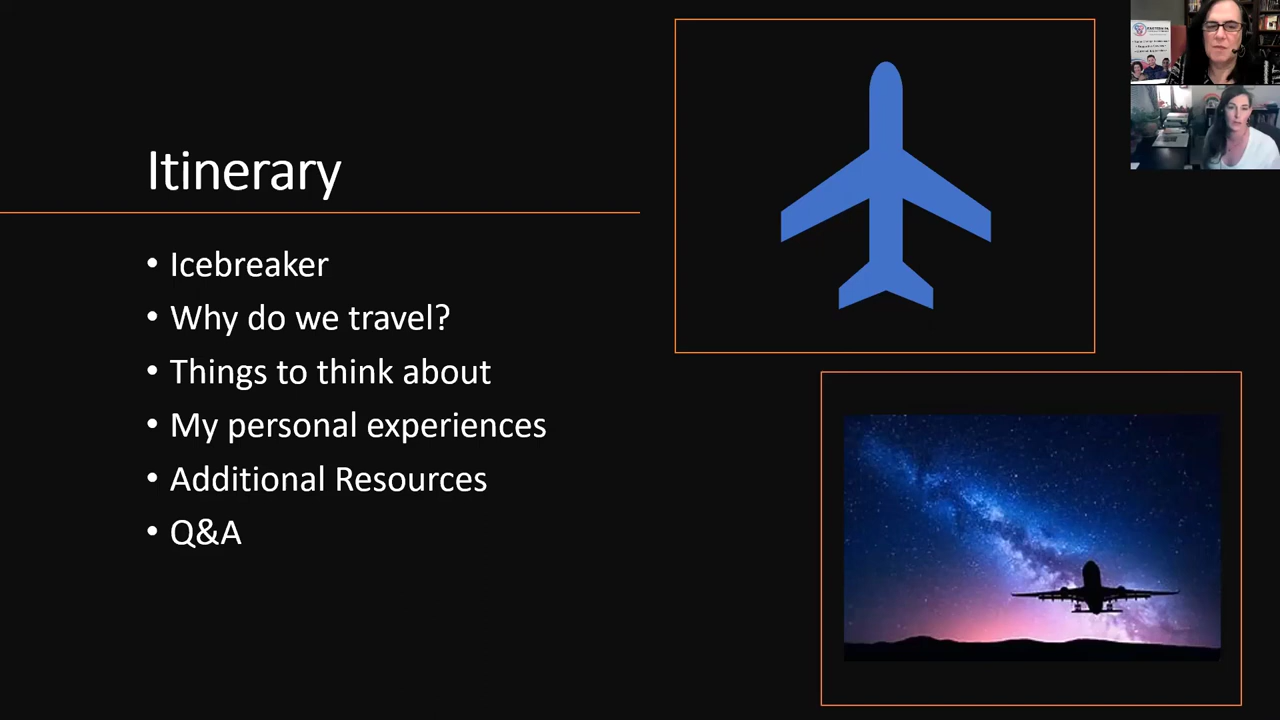 Itinerary
• Icebreaker
• Why do we travel?
• Things to think about
• My personal experiences
• Additional Resources
• Q&A